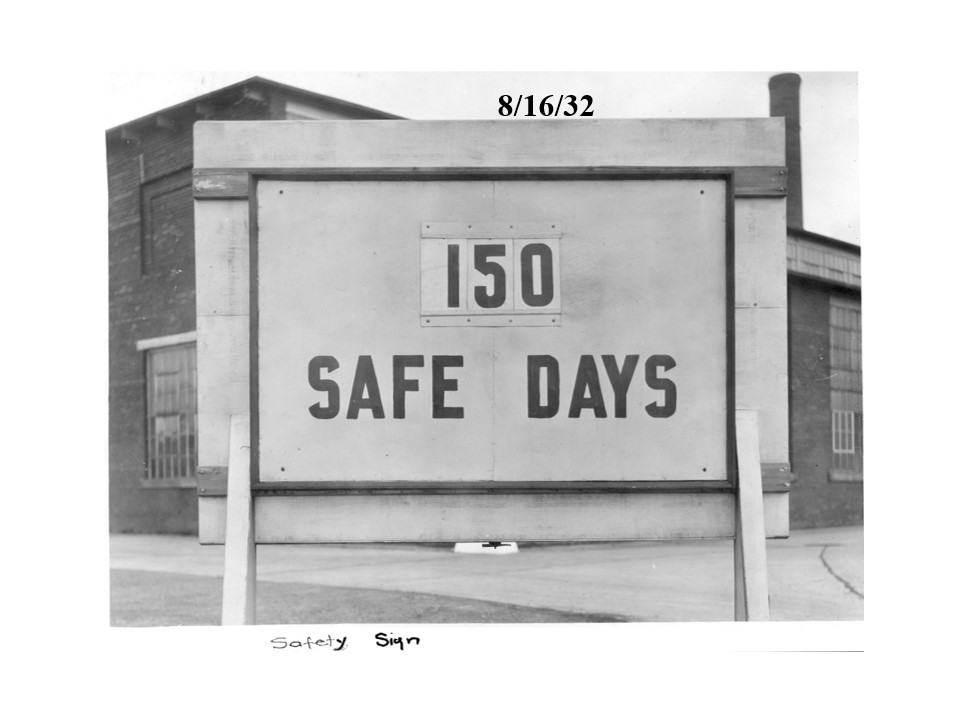 8/16/32
150
SAFE DAYS
Safety Sign